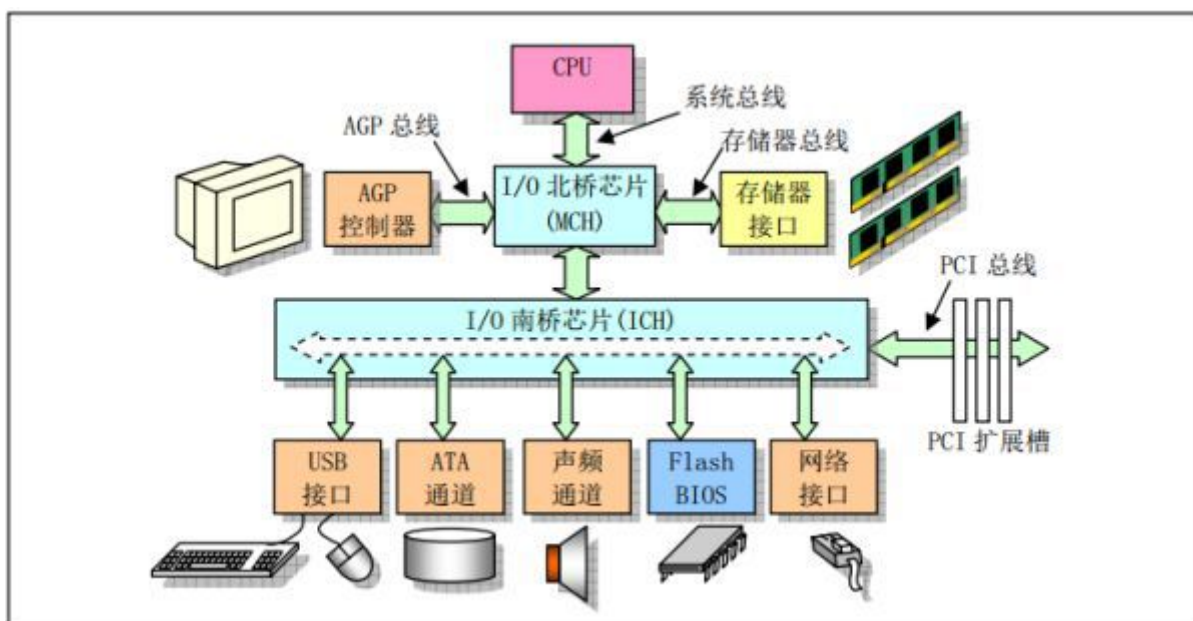 CPU
系统总线
AGP 总线
存储器总线
AGP
控制器
I/O 北桥芯片
(MCH)
存储器
接口
PCI 总线
I/O 南桥芯片(ICH)
PCI 扩展槽
USB
接口
ATA
通道
声频
通道
Flash
BIOS
网络
接口